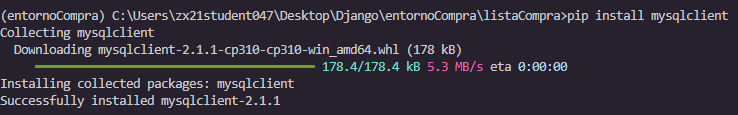 (entornoCompra) C:\Users\zx21student047\Desktop\Django\entornoCompra\listaCompra>pip install mysqlclient
Collecting mysqlclient
  Downloading mysqlclient-2.1.1-cp310-cp310-win_amd64.whl (178 kB)
     ━━━━━━━━━━━━━━━━━━━━━━━━━━━━━━━━━━━━━━━━ 178.4/178.4 kB 5.3 MB/s eta 0:00:00
Installing collected packages: mysqlclient
Successfully installed mysqlclient-2.1.1